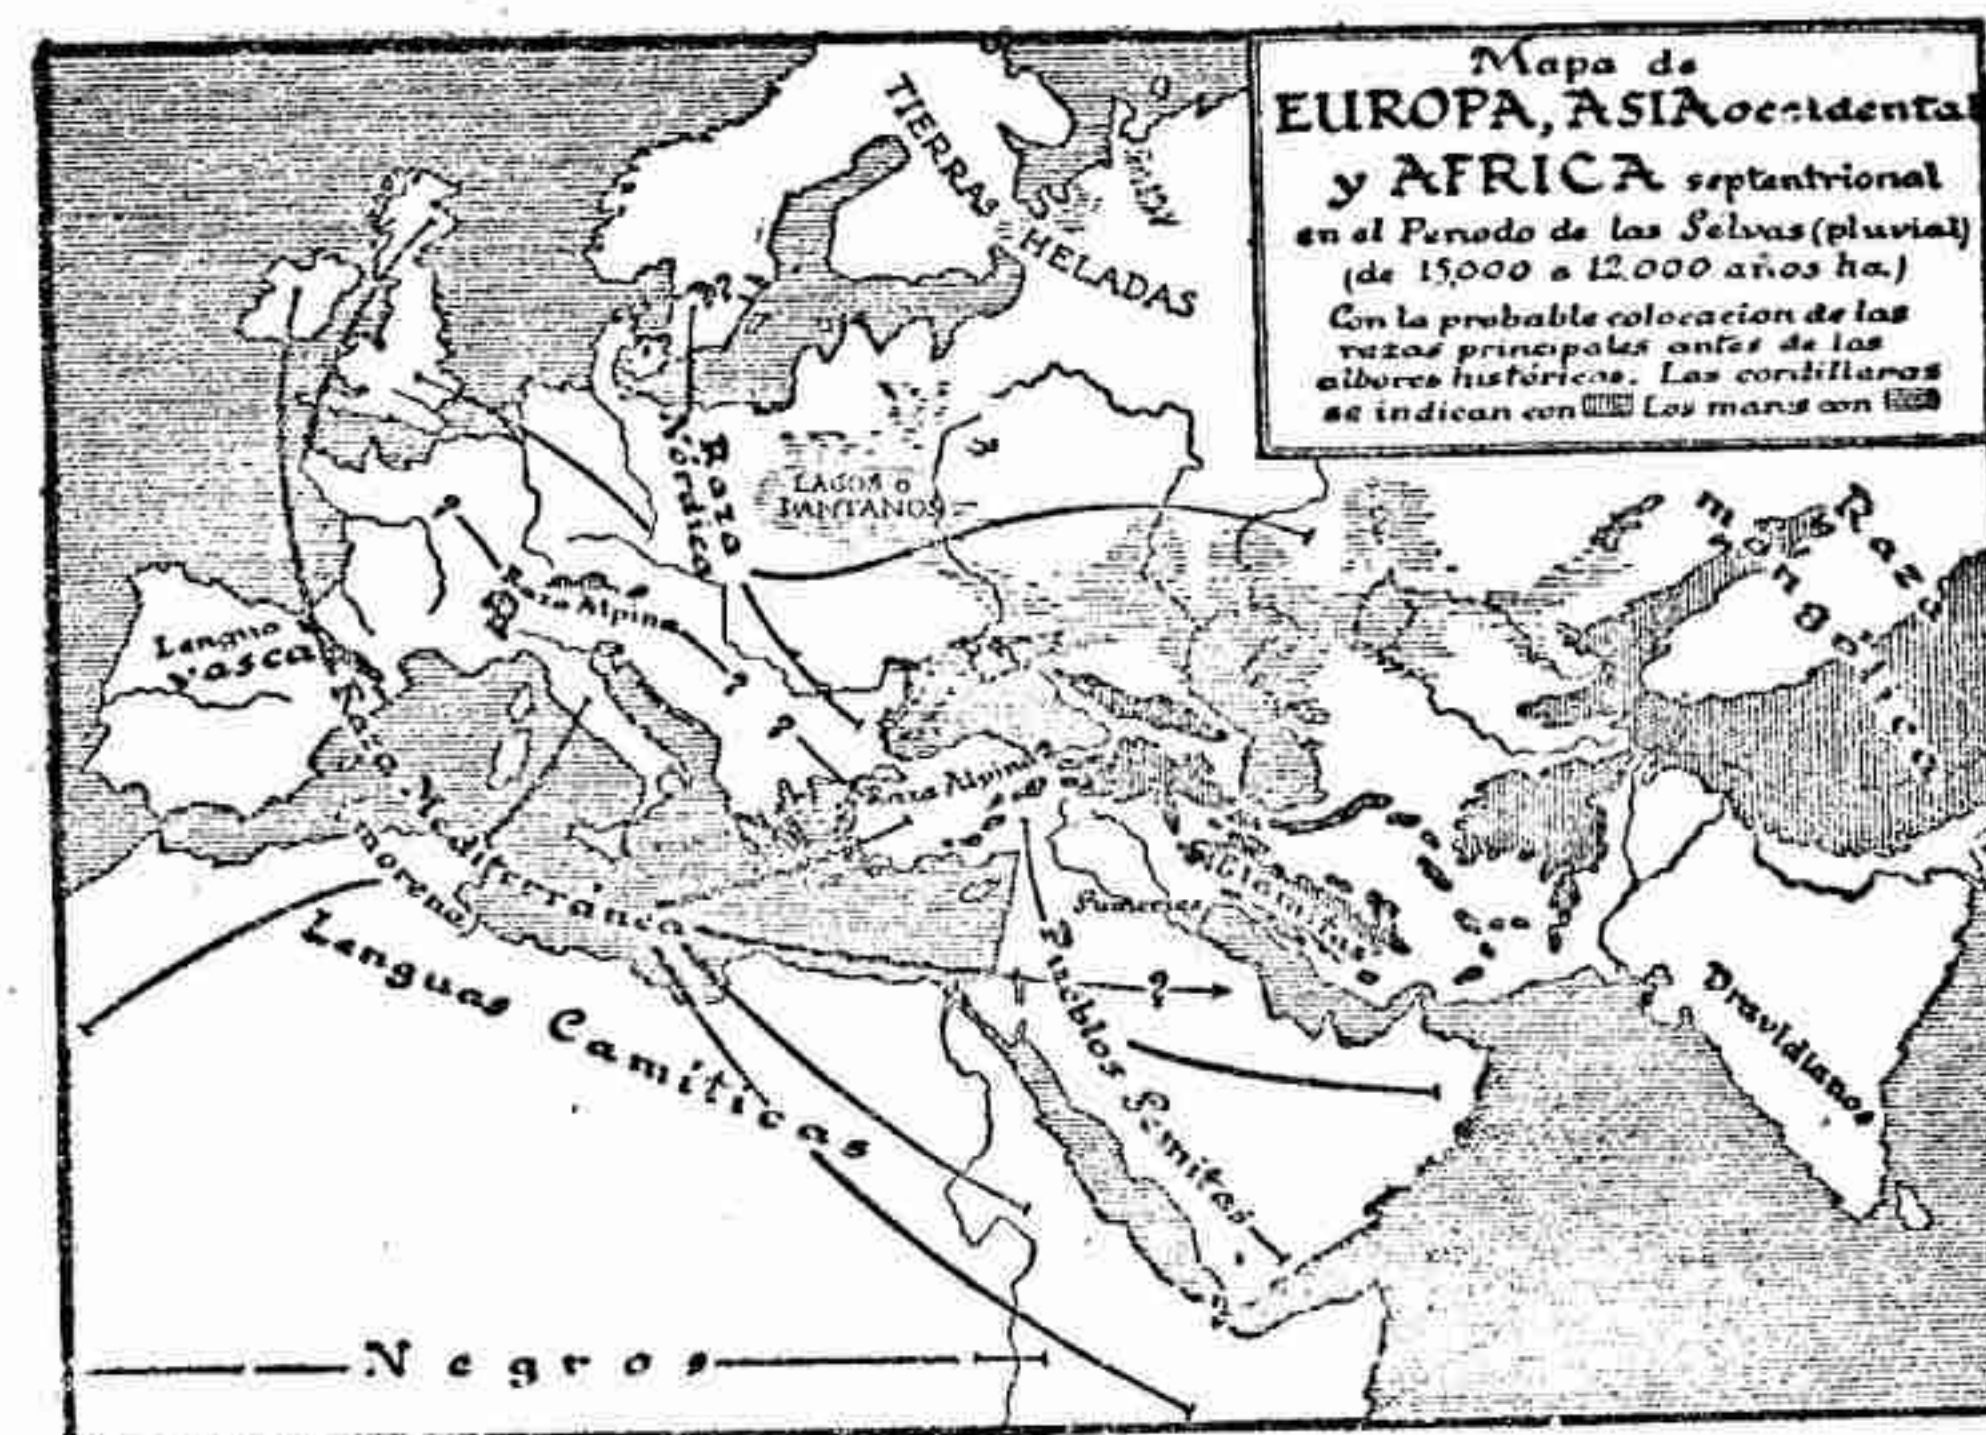 Mapa de
EUROPA, ASIA occidental
y AFRICA septentrional
en el Periodo de las Selvas (pluvial)
(de 15,000 a 12.000 años ha.)
Con la probable colocacion de las
razas principales antes de los
albores históricos. Las cordilleras
se indican con Los mares con
TIERRAS HELADAS
Raza
Nórdica
LAGOS o
PANTANOS
Raza
mongólica
?
Raza Alpina
?
Lengua
Vasca
?
Raza Alpina
Raza Mediterránea
(morena)
Sumerios
Elamitas
Lenguas Camíticas
Pueblos Semitas
?
Dravidianos
Negros